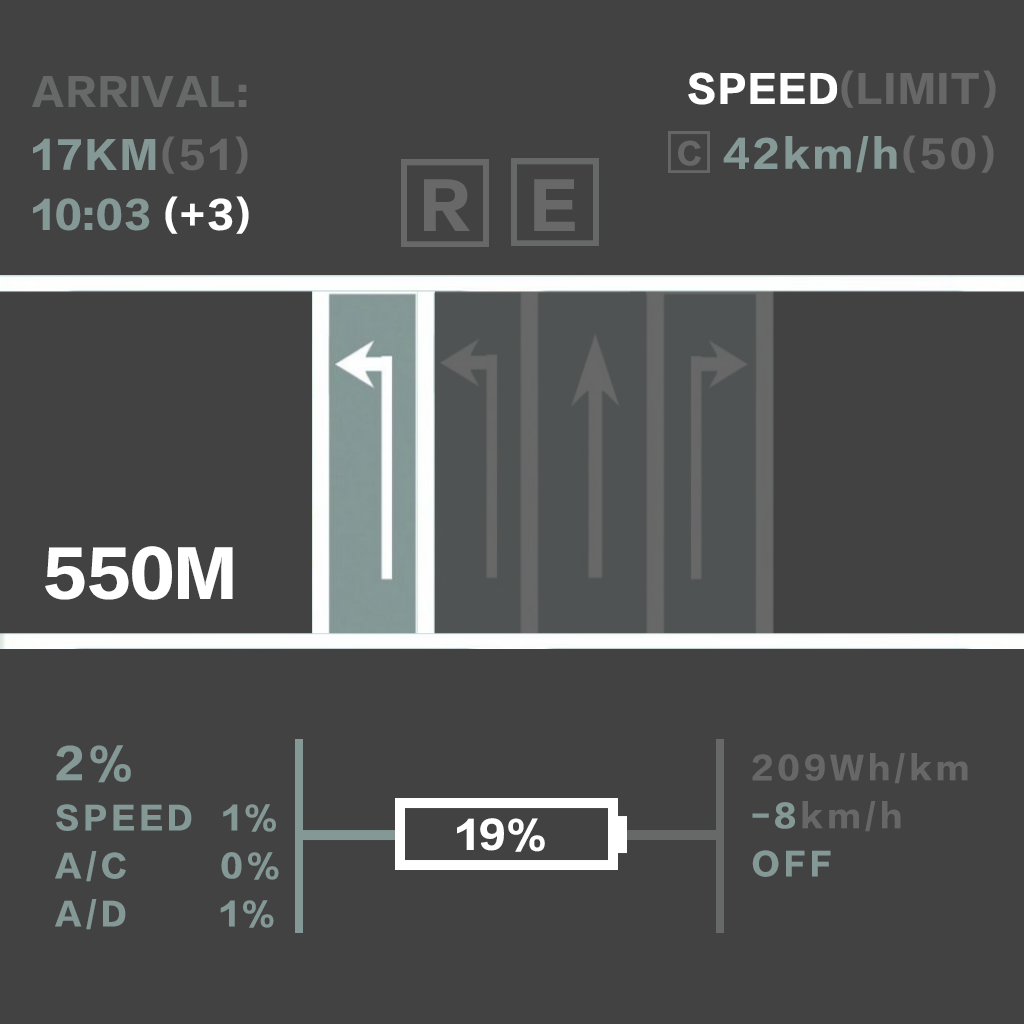 ARRIVAL:
17KM(51)
10:03 (+3)
R E
SPEED(LIMIT)
C 42km/h(50)
550M
2%
SPEED 1%
A/C 0%
A/D 1%
19%
209Wh/km
-8km/h
OFF